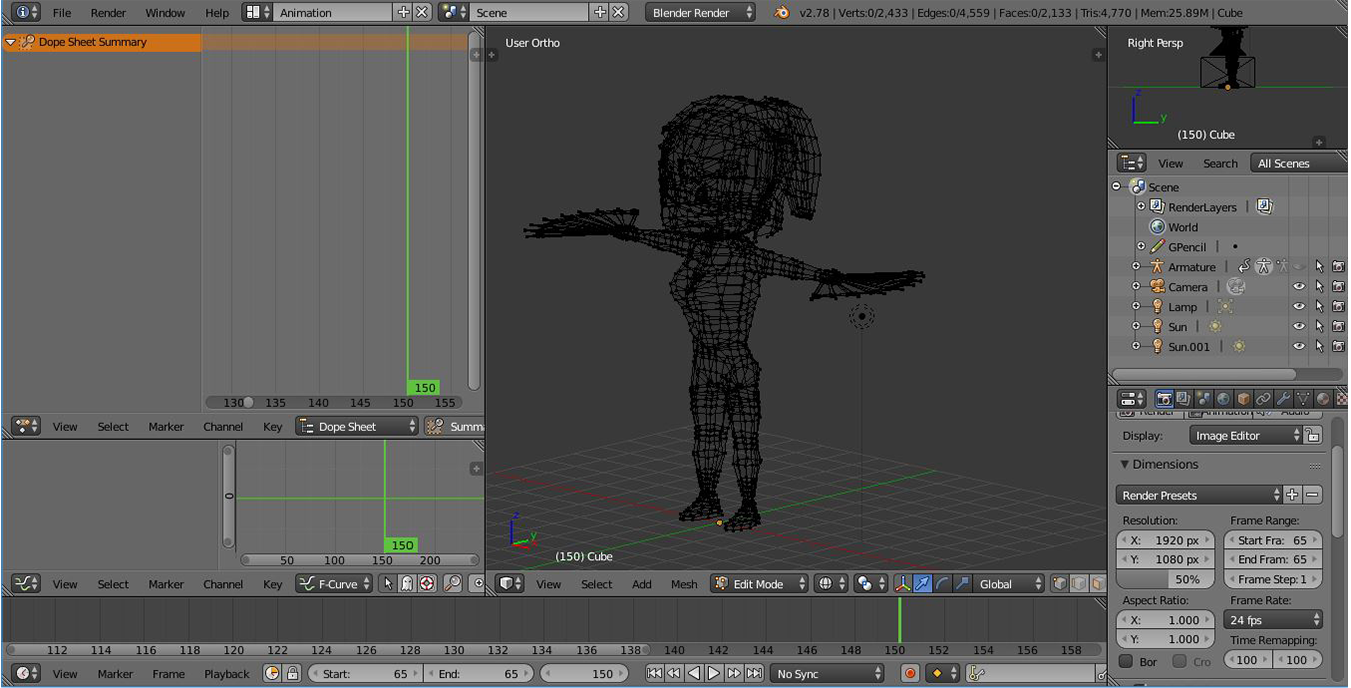 File Render Window Help Animation Scene Blender Render v2.78 | Verts:0/2,433 | Edges:0/4,559 | Faces:0/2,133 | Tris:4,770 | Mem:25.89M | Cube
Dope Sheet Summary
150
130 135 140 145 150 155
View Select Marker Channel Key Dope Sheet Summa
150
50 100 150 200
View Select Marker Channel Key F-Curve
User Ortho
z
y
(150) Cube
View Select Add Mesh Edit Mode Global
Right Persp
z
y
(150) Cube
View Search All Scenes
Scene
RenderLayers |
World
GPencil |
Armature |
Camera |
Lamp |
Sun |
Sun.001 |
Render Animation Audio
Display: Image Editor
Dimensions
Render Presets
Resolution: Frame Range:
X: 1920 px Start Fra: 65
Y: 1080 px End Fram: 65
50% Frame Step: 1
Aspect Ratio: Frame Rate:
X: 1.000 24 fps
Y: 1.000 Time Remapping:
Bor Cro 100 100
112 114 116 118 120 122 124 126 128 130 132 134 136 138 140 142 144 146 148 150 152 154 156 158
View Marker Frame Playback Start: 65 End: 65 150 No Sync